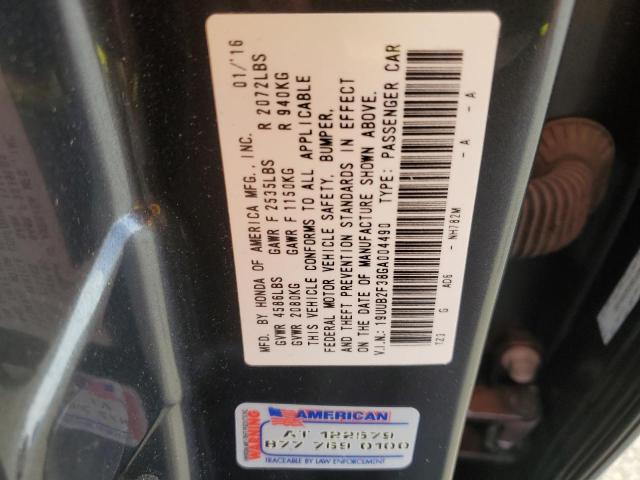 MFD. BY HONDA OF AMERICA MFG., INC. 01/'16
GVWR 4586LBS GAWR F 2535LBS R 2072LBS
GVWR 2080KG GAWR F 1150KG R 940KG
THIS VEHICLE CONFORMS TO ALL APPLICABLE
FEDERAL MOTOR VEHICLE SAFETY, BUMPER,
AND THEFT PREVENTION STANDARDS IN EFFECT
ON THE DATE OF MANUFACTURE SHOWN ABOVE.
V.I.N.: 19UUB2F38GA004490 TYPE: PASSENGER CAR
TZ3 G AD6 - NH782M - A - A
WARNING
AMERICAN
AT 122579
877 769 0100
TRACEABLE BY LAW ENFORCEMENT